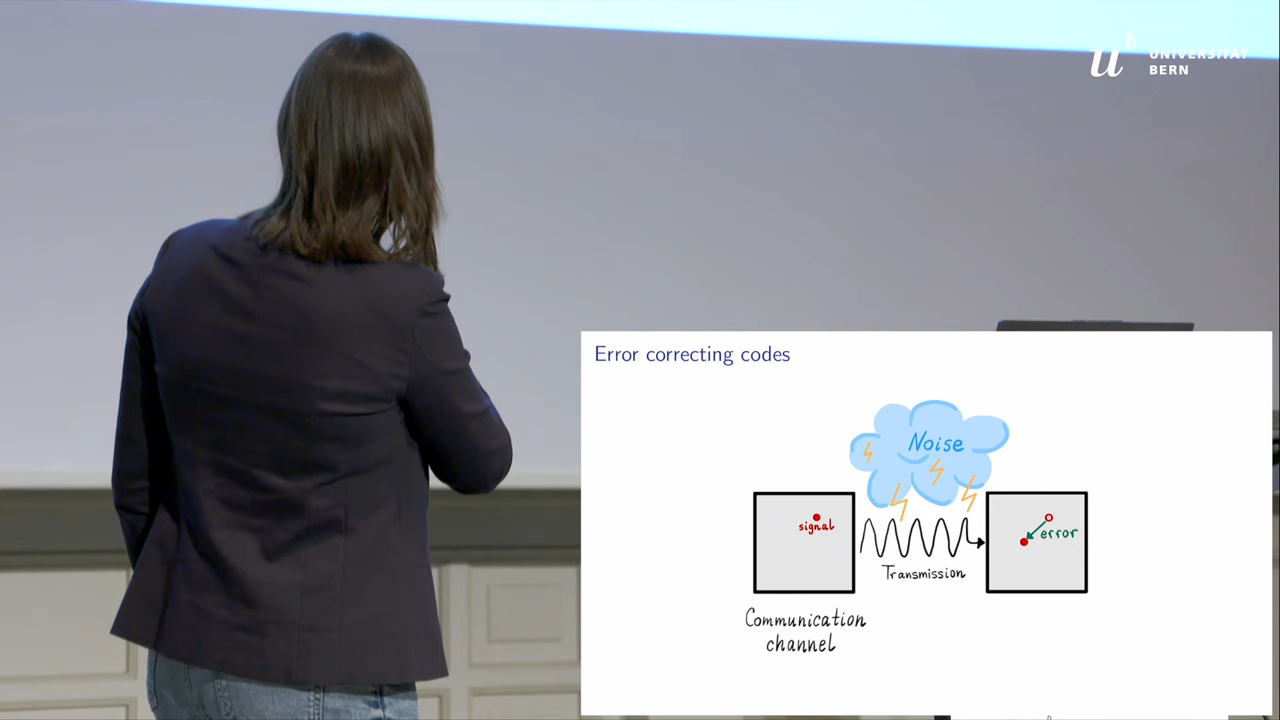 u^b
UNIVERSITÄT
BERN
Error correcting codes
Noise
signal
error
Transmission
Communication
channel